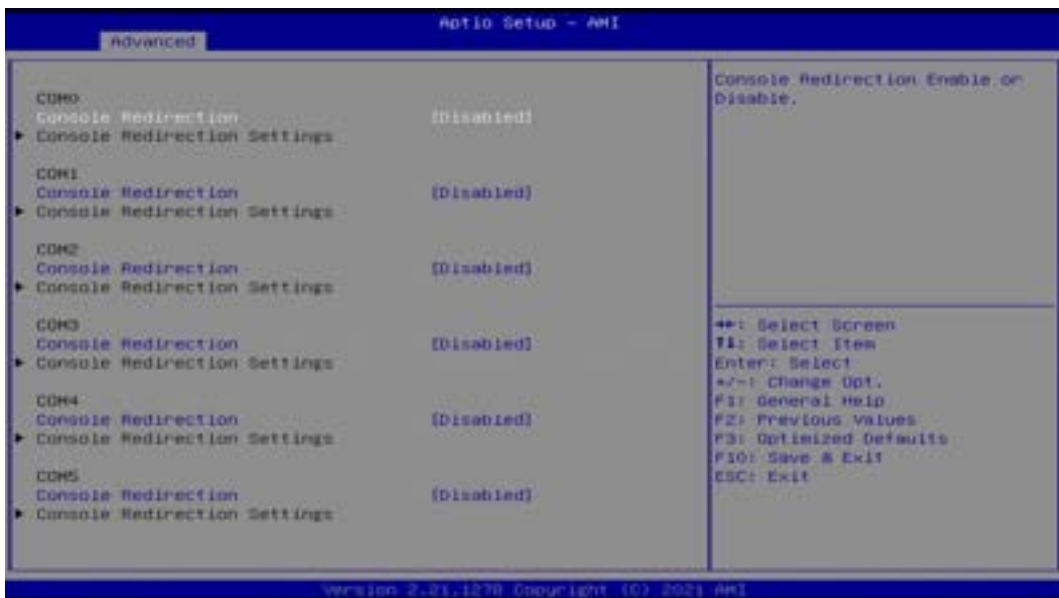 Aptio Setup - AMI
Advanced
COM0
Console Redirection [Disabled]
Console Redirection Settings
COM1
Console Redirection [Disabled]
Console Redirection Settings
COM2
Console Redirection [Disabled]
Console Redirection Settings
COM3
Console Redirection [Disabled]
Console Redirection Settings
COM4
Console Redirection [Disabled]
Console Redirection Settings
COM5
Console Redirection [Disabled]
Console Redirection Settings
Console Redirection Enable or
Disable.
↔: Select Screen
↑↓: Select Item
Enter: Select
+/-: Change Opt.
F1: General Help
F2: Previous Values
F3: Optimized Defaults
F10: Save & Exit
ESC: Exit
Version 2.21.1278 Copyright (C) 2021 AMI